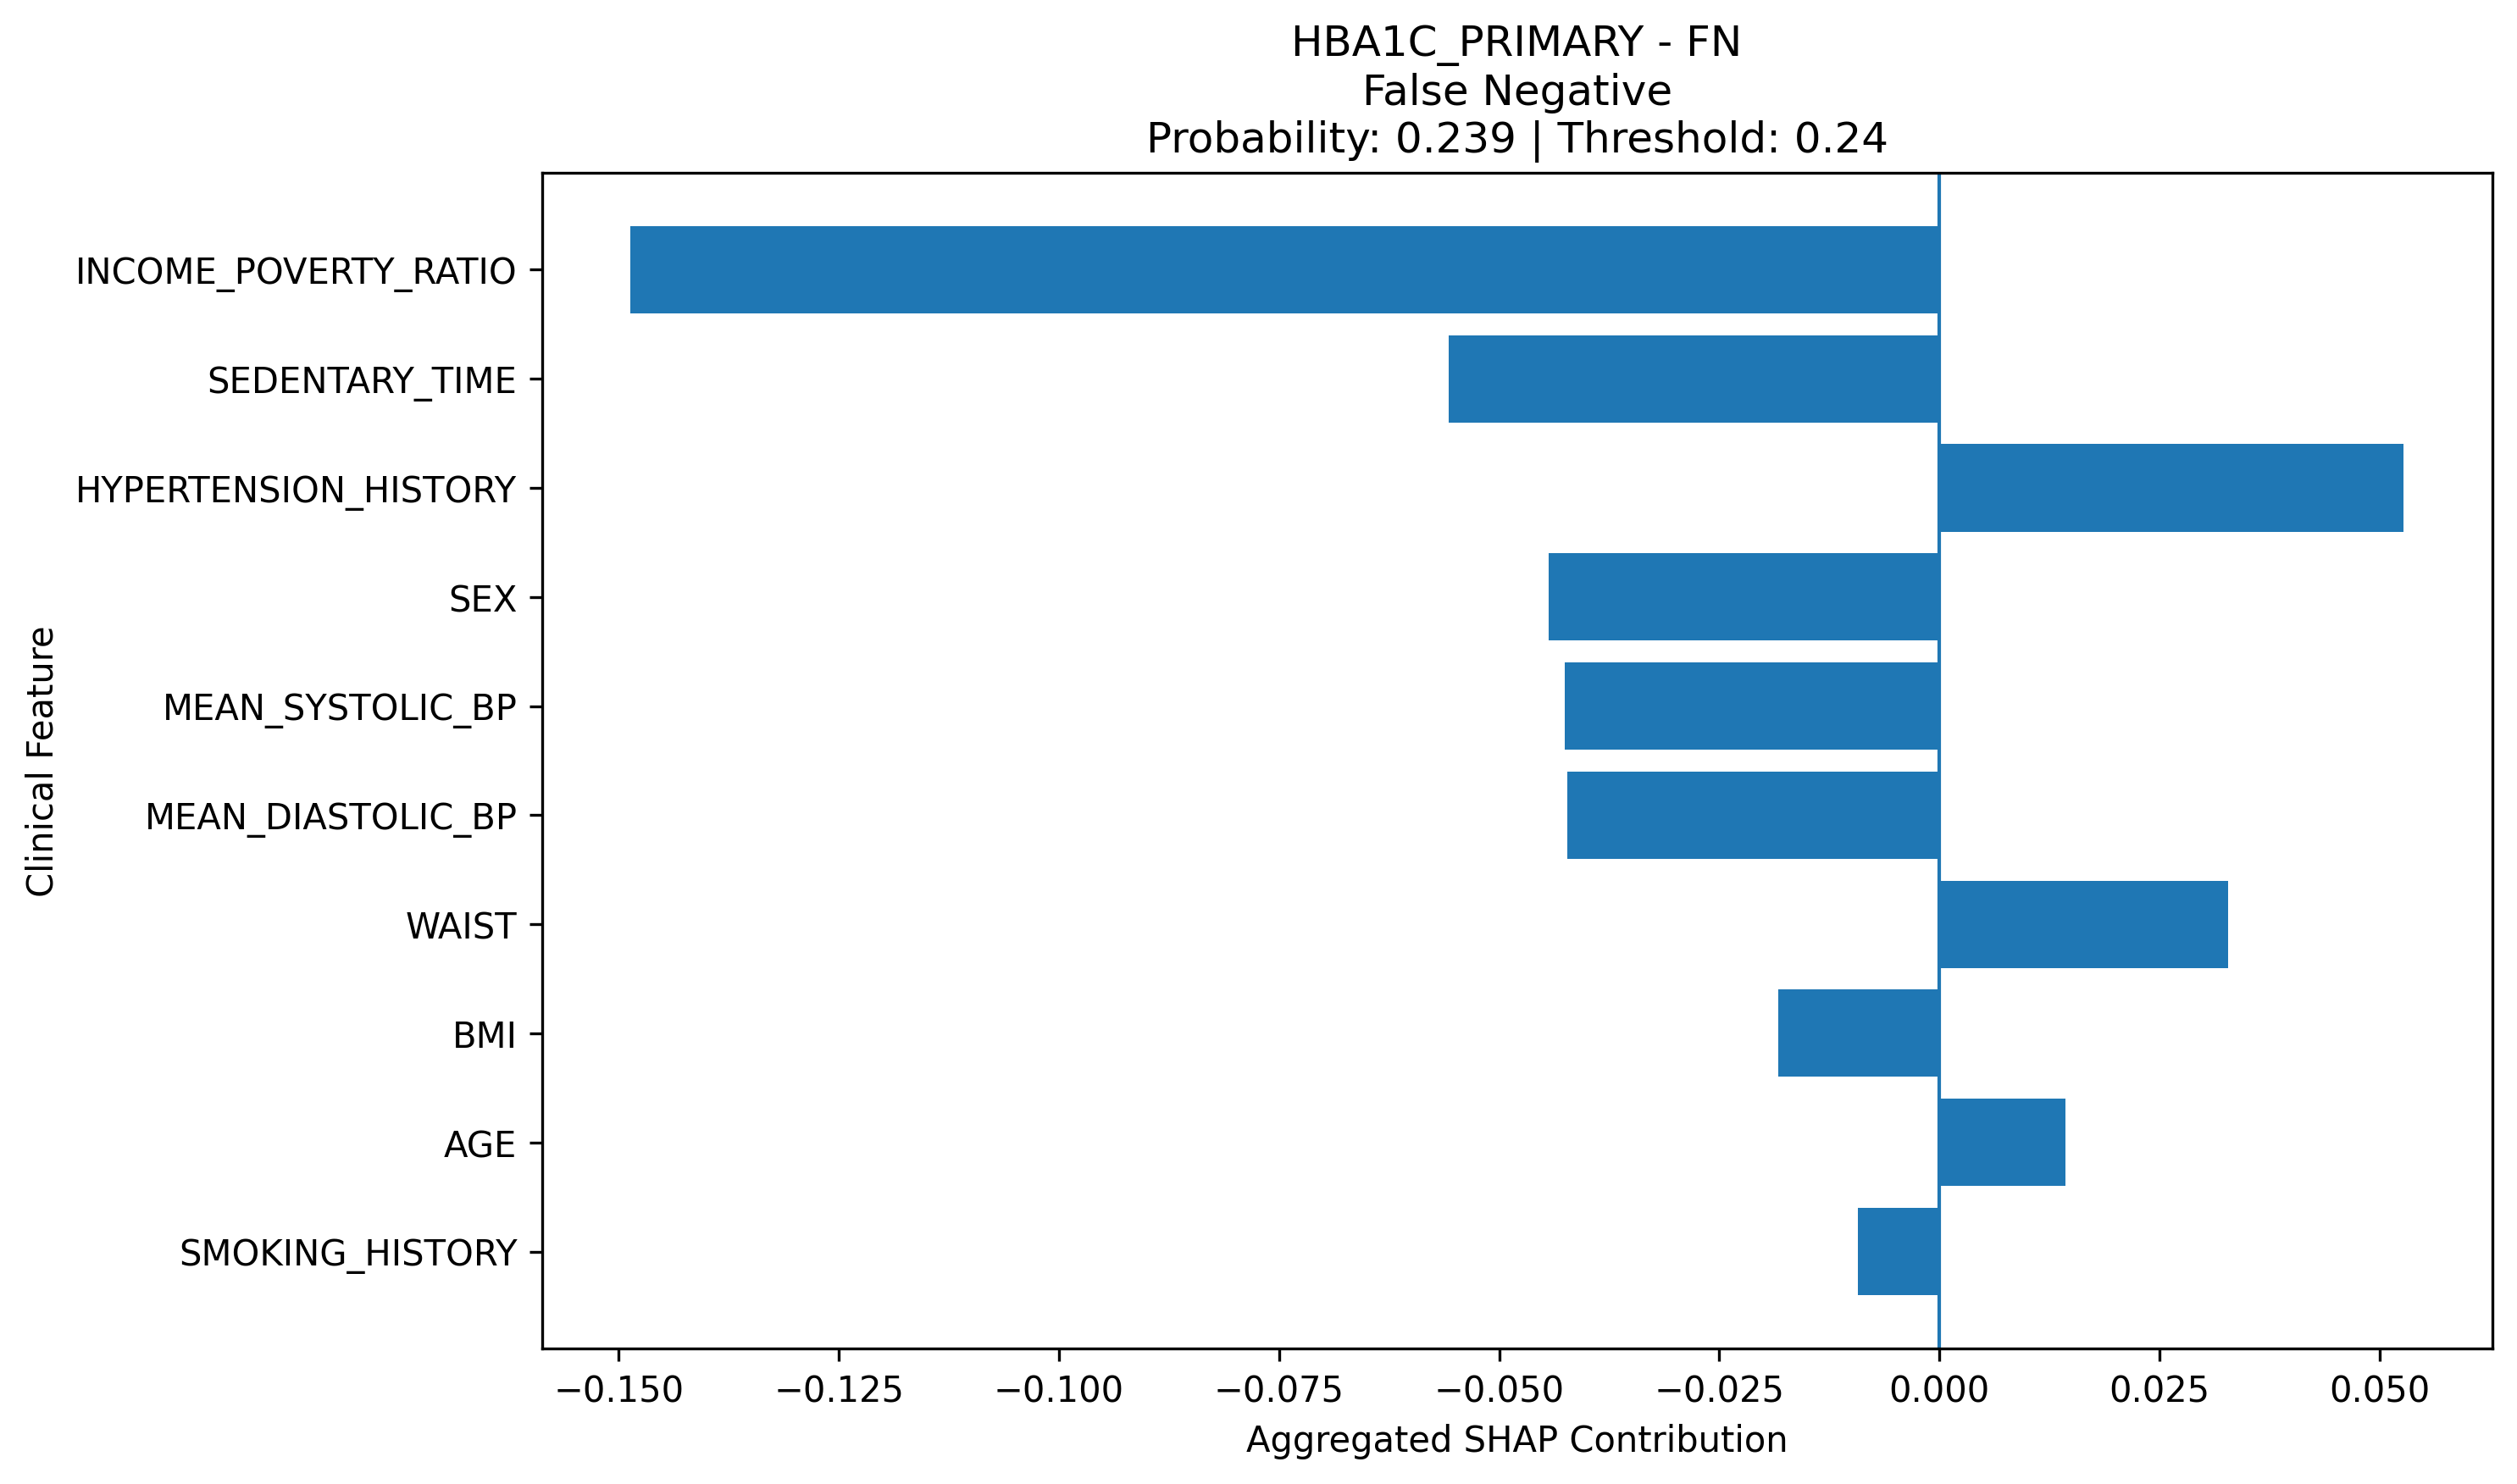 HBA1C_PRIMARY - FN
False Negative
Probability: 0.239 | Threshold: 0.24
Clinical Feature
INCOME_POVERTY_RATIO
SEDENTARY_TIME
HYPERTENSION_HISTORY
SEX
MEAN_SYSTOLIC_BP
MEAN_DIASTOLIC_BP
WAIST
BMI
AGE
SMOKING_HISTORY
−0.150 −0.125 −0.100 −0.075 −0.050 −0.025 0.000 0.025 0.050
Aggregated SHAP Contribution